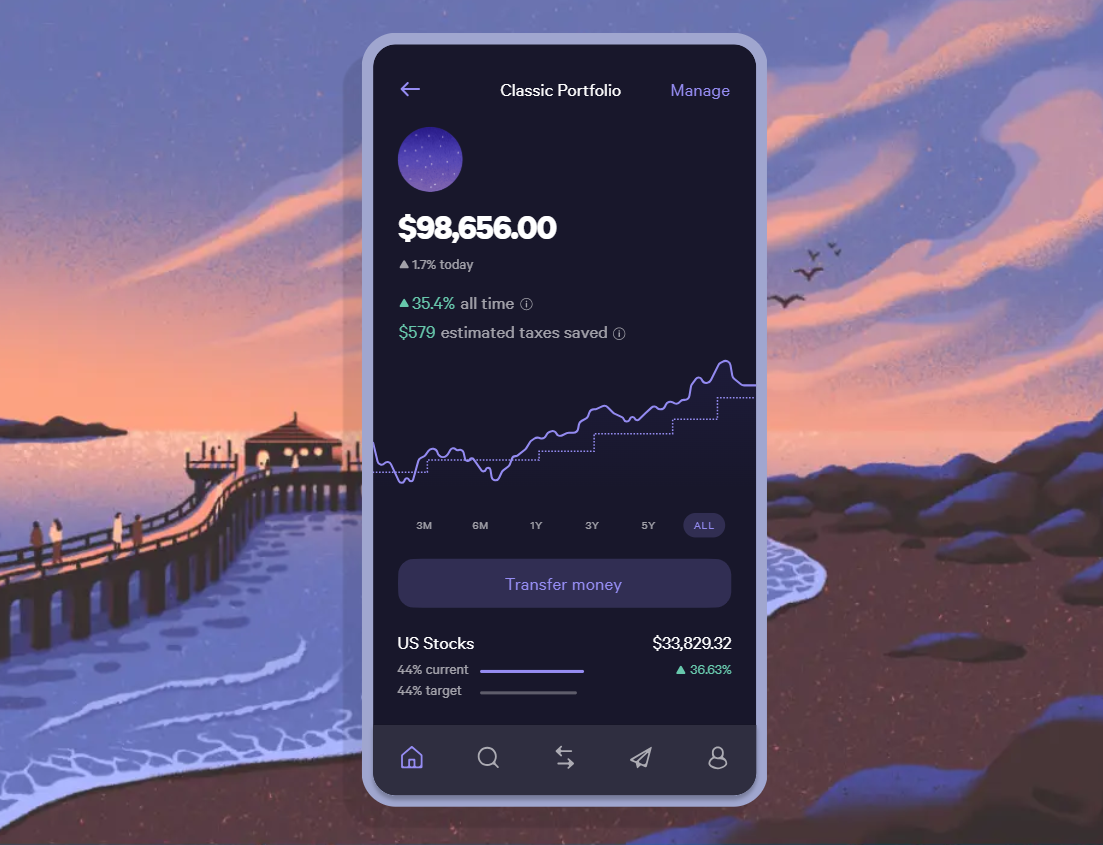 Classic Portfolio Manage
$98,656.00
▲ 1.7% today
▲ 35.4% all time
$579 estimated taxes saved
3M 6M 1Y 3Y 5Y ALL
Transfer money
US Stocks $33,829.32
44% current ▲ 36.63%
44% target